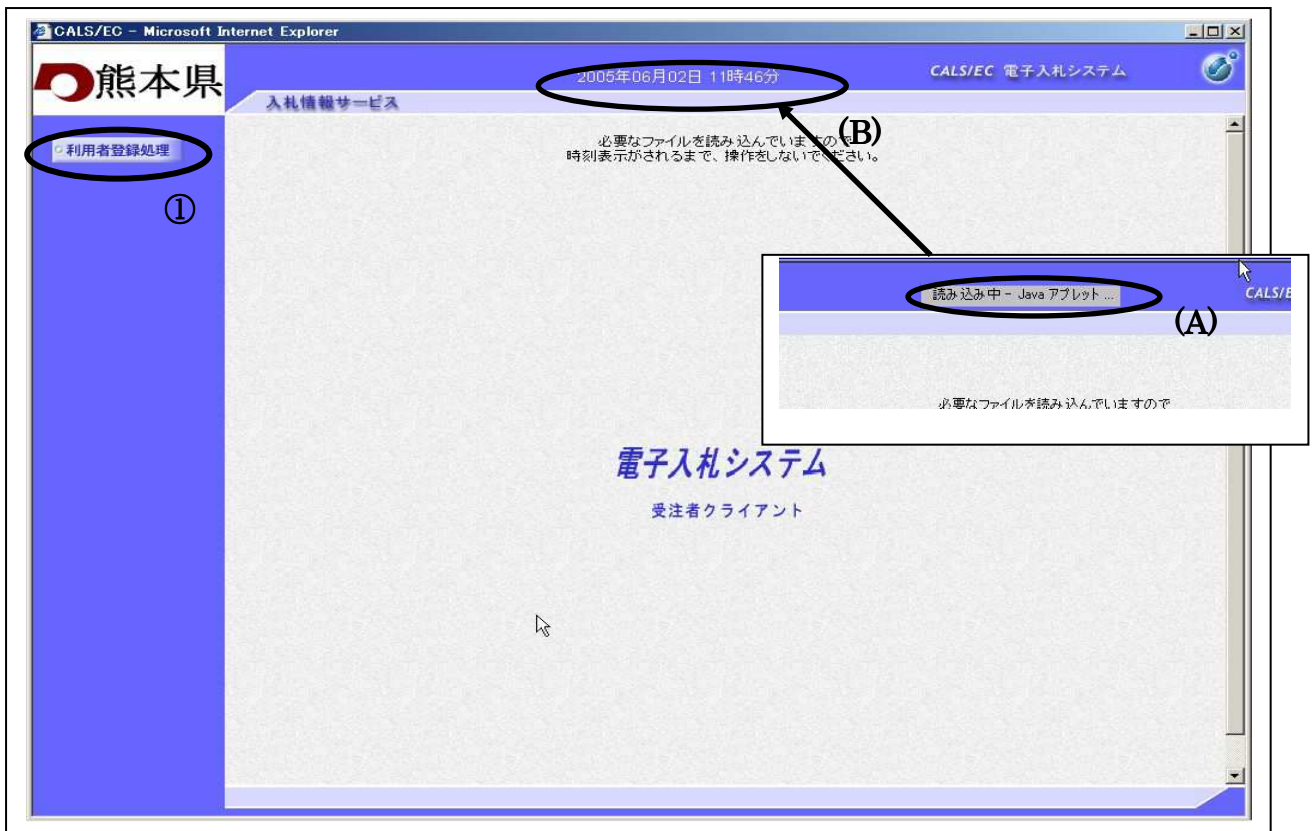 CALS/EC - Microsoft Internet Explorer
熊本県
2005年06月02日 11時46分
CALS/EC 電子入札システム
入札情報サービス
利用者登録処理
①
必要なファイルを読み込んでいますので
時刻表示がされるまで、操作をしないでください。
(B)
読み込み中 - Java アプレット ...
CALS/E
(A)
必要なファイルを読み込んでいますので
電子入札システム
受注者クライアント